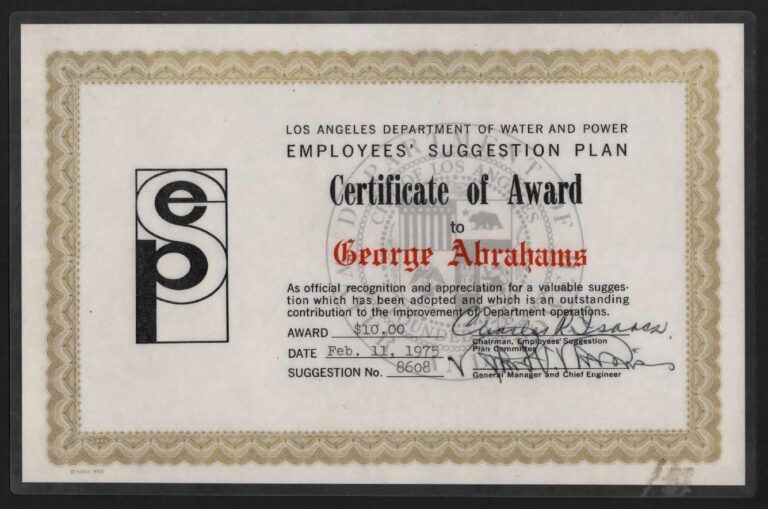 LOS ANGELES DEPARTMENT OF WATER AND POWER
EMPLOYEES' SUGGESTION PLAN
Certificate of Award
to
George Abrahams
As official recognition and appreciation for a valuable sugges-
tion which has been adopted and which is an outstanding
contribution to the improvement of Department operations.
AWARD $10.00
Charles R. Isaacs
Chairman, Employees' Suggestion
Plan Committee
DATE Feb. 11, 1975
SUGGESTION No. 8608
General Manager and Chief Engineer
esp